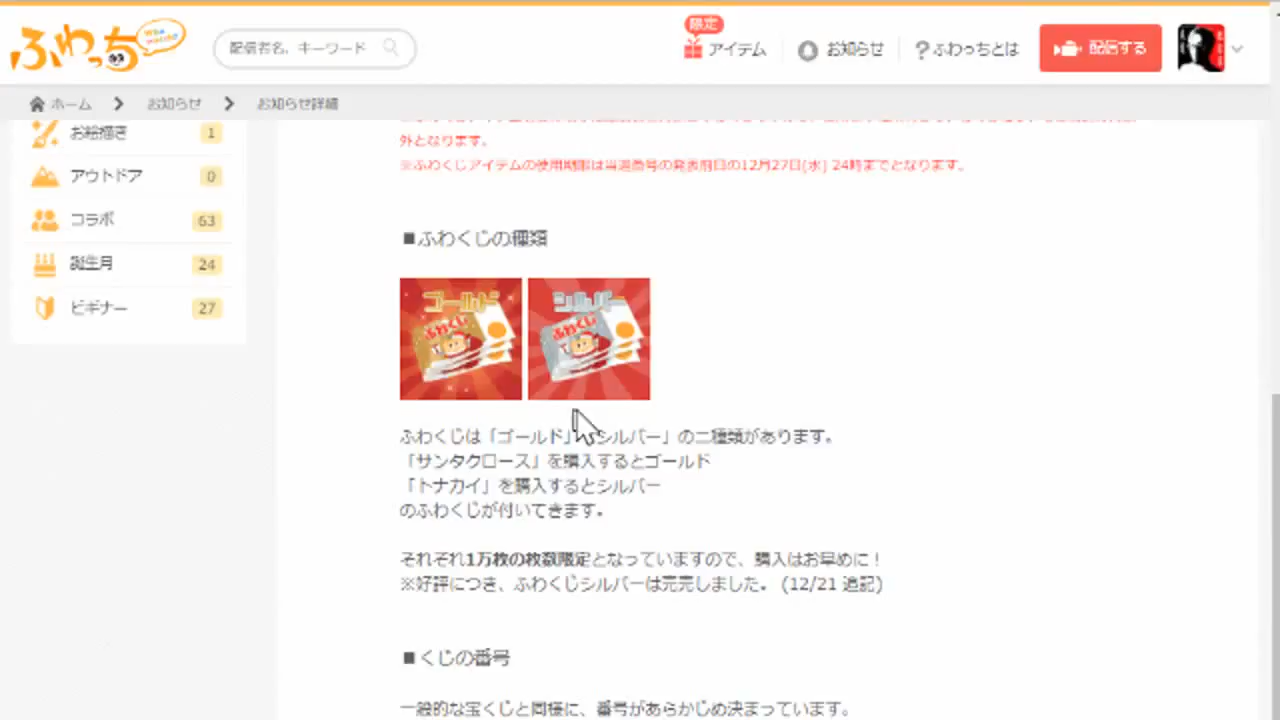 ふわっち
Who watch?
配信者名、キーワード
限定
アイテム
お知らせ
?ふわっちとは
配信する
ホーム
お知らせ
お知らせ詳細
お絵描き 1
アウトドア 0
コラボ 63
誕生月 24
ビギナー 27
外となります。
※ふわくじアイテムの使用期限は当選番号の発表前日の12月27日(水) 24時までとなります。
■ふわくじの種類
ゴールド
ふわくじ
シルバー
ふわくじ
ふわくじは「ゴールド」 シルバー」の二種類があります。
「サンタクロース」を購入するとゴールド
「トナカイ」を購入するとシルバー
のふわくじが付いてきます。
それぞれ1万枚の枚数限定となっていますので、購入はお早めに！
※好評につき、ふわくじシルバーは完売しました。 (12/21 追記)
■くじの番号
一般的な宝くじと同様に、番号があらかじめ決まっています。